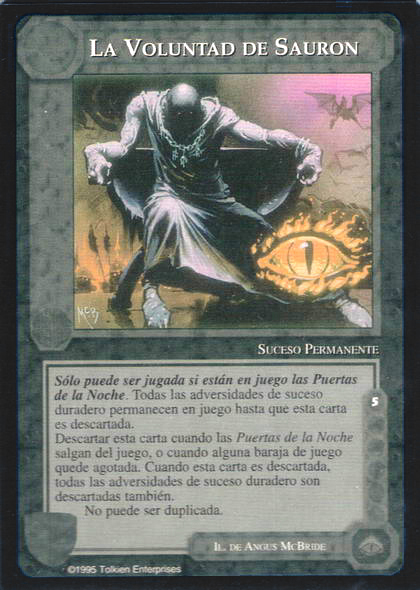 La Voluntad de Sauron
McB
Suceso Permanente
Sólo puede ser jugada si están en juego las Puertas
de la Noche. Todas las adversidades de suceso
duradero permanecen en juego hasta que esta carta
es descartada.
Descartar esta carta cuando las Puertas de la Noche
salgan del juego, o cuando alguna baraja de juego
quede agotada. Cuando esta carta es descartada,
todas las adversidades de suceso duradero son
descartadas también.
No puede ser duplicada.
5
Il. de Angus McBride
©1995 Tolkien Enterprises